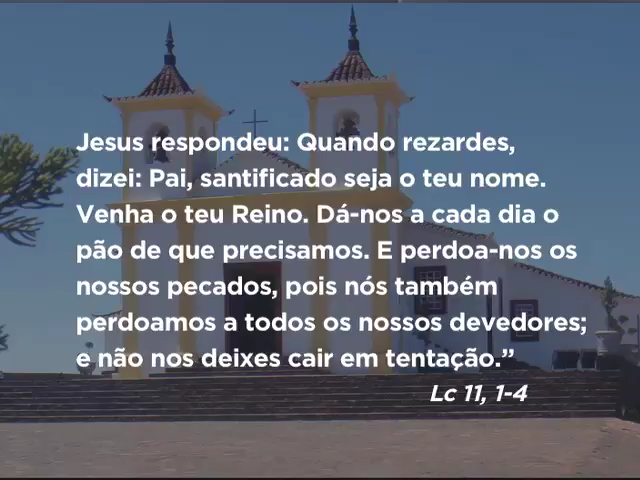 Jesus respondeu: Quando rezardes,
dizei: Pai, santificado seja o teu nome.
Venha o teu Reino. Dá-nos a cada dia o
pão de que precisamos. E perdoa-nos os
nossos pecados, pois nós também
perdoamos a todos os nossos devedores;
e não nos deixes cair em tentação.”
Lc 11, 1-4